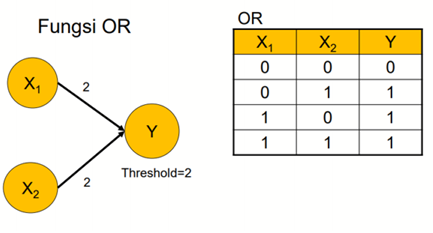 Fungsi OR
X1
2
Y
Threshold=2
2
X2
OR
X1 X2 Y
0 0 0
0 1 1
1 0 1
1 1 1